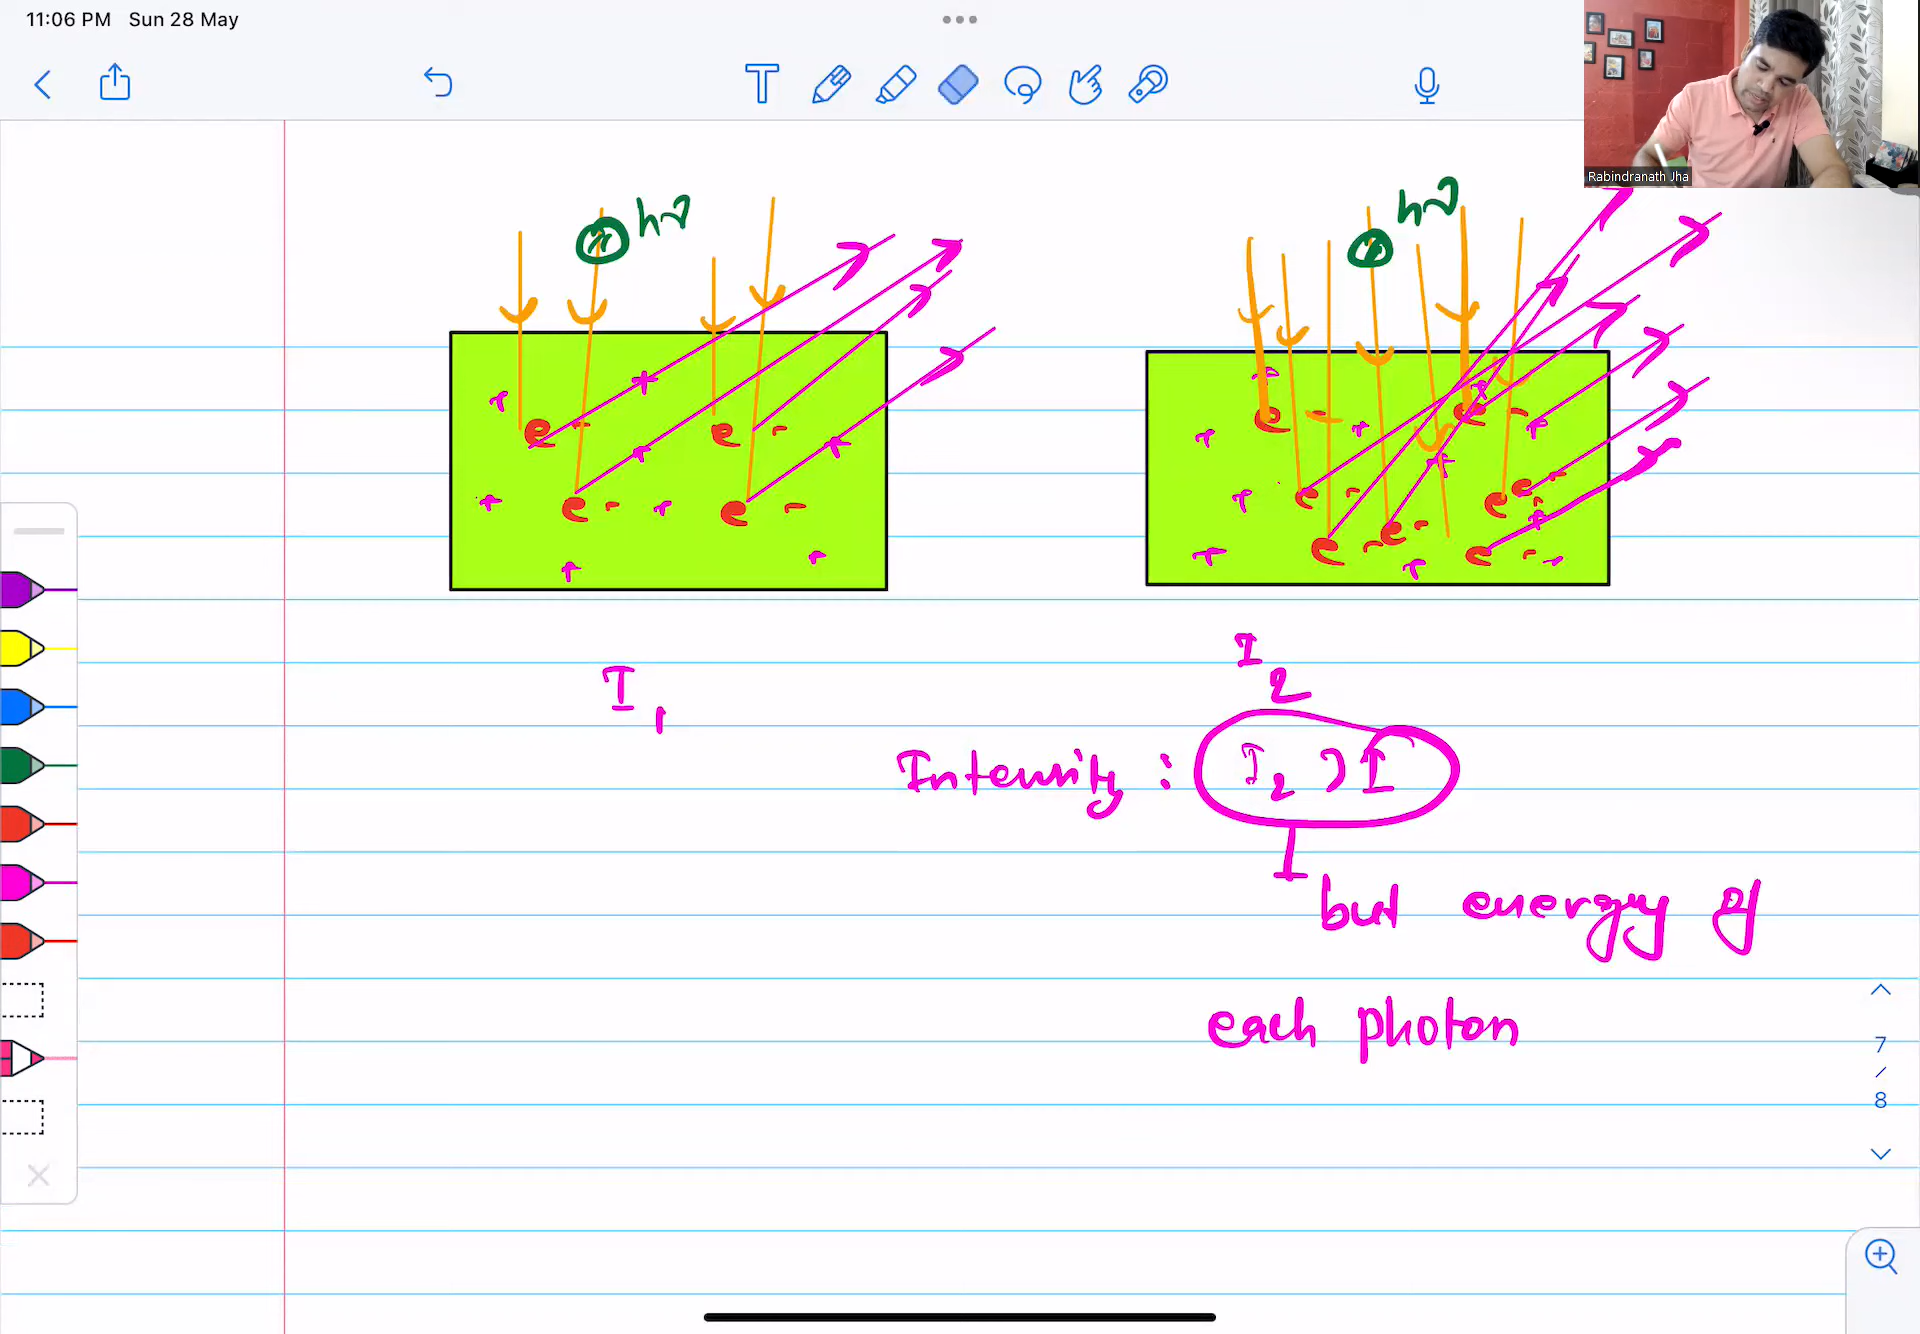 11:06 PM Sun 28 May
T
Rabindranath Jha
hν
hν
+ + e - e - + +
+ e - + e -
+ +
+ e - + e - +
+ + + e - e - e -
+ e - e - + e - -
+
I1
I2
Intensity : I2 > I
but energy of
each photon
7
/
8